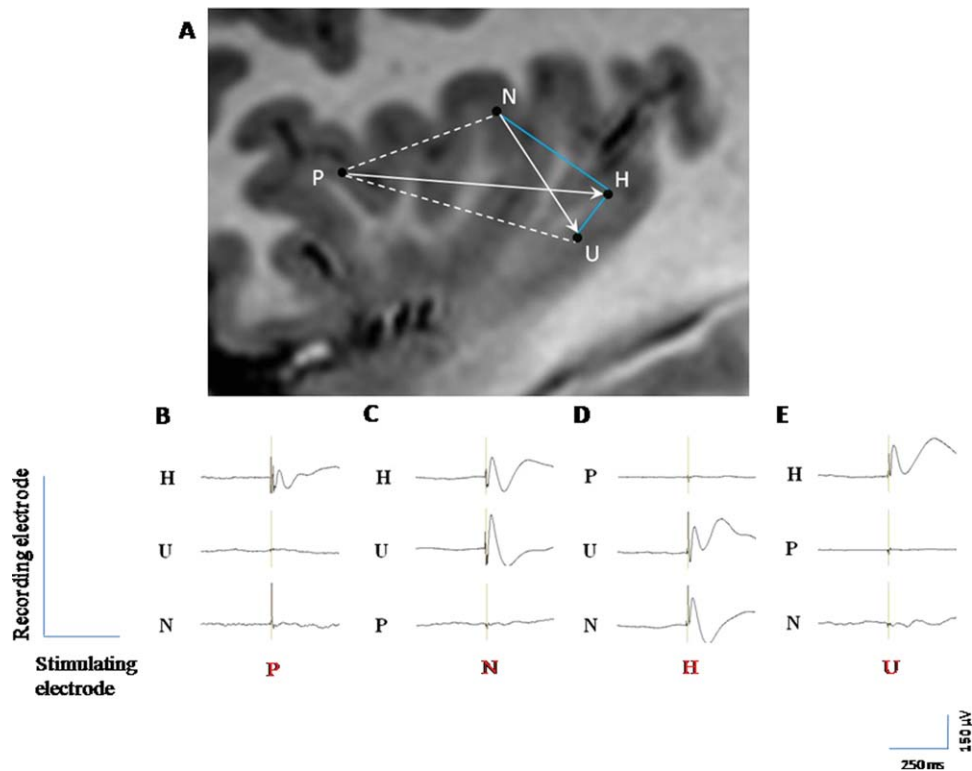 A
N
P
H
U
B
C
D
E
H
H
P
H
U
U
U
P
N
P
N
N
Recording electrode
Stimulating
electrode
P
N
H
U
150 µV
250 ms